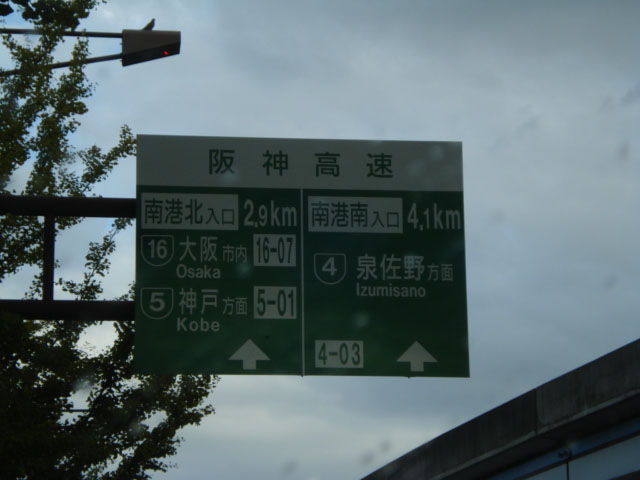 阪神高速
南港北入口 2.9km
16 大阪市内 16-07
Osaka
5 神戸方面 5-01
Kobe
南港南入口 4.1km
4 泉佐野方面
Izumisano
4-03